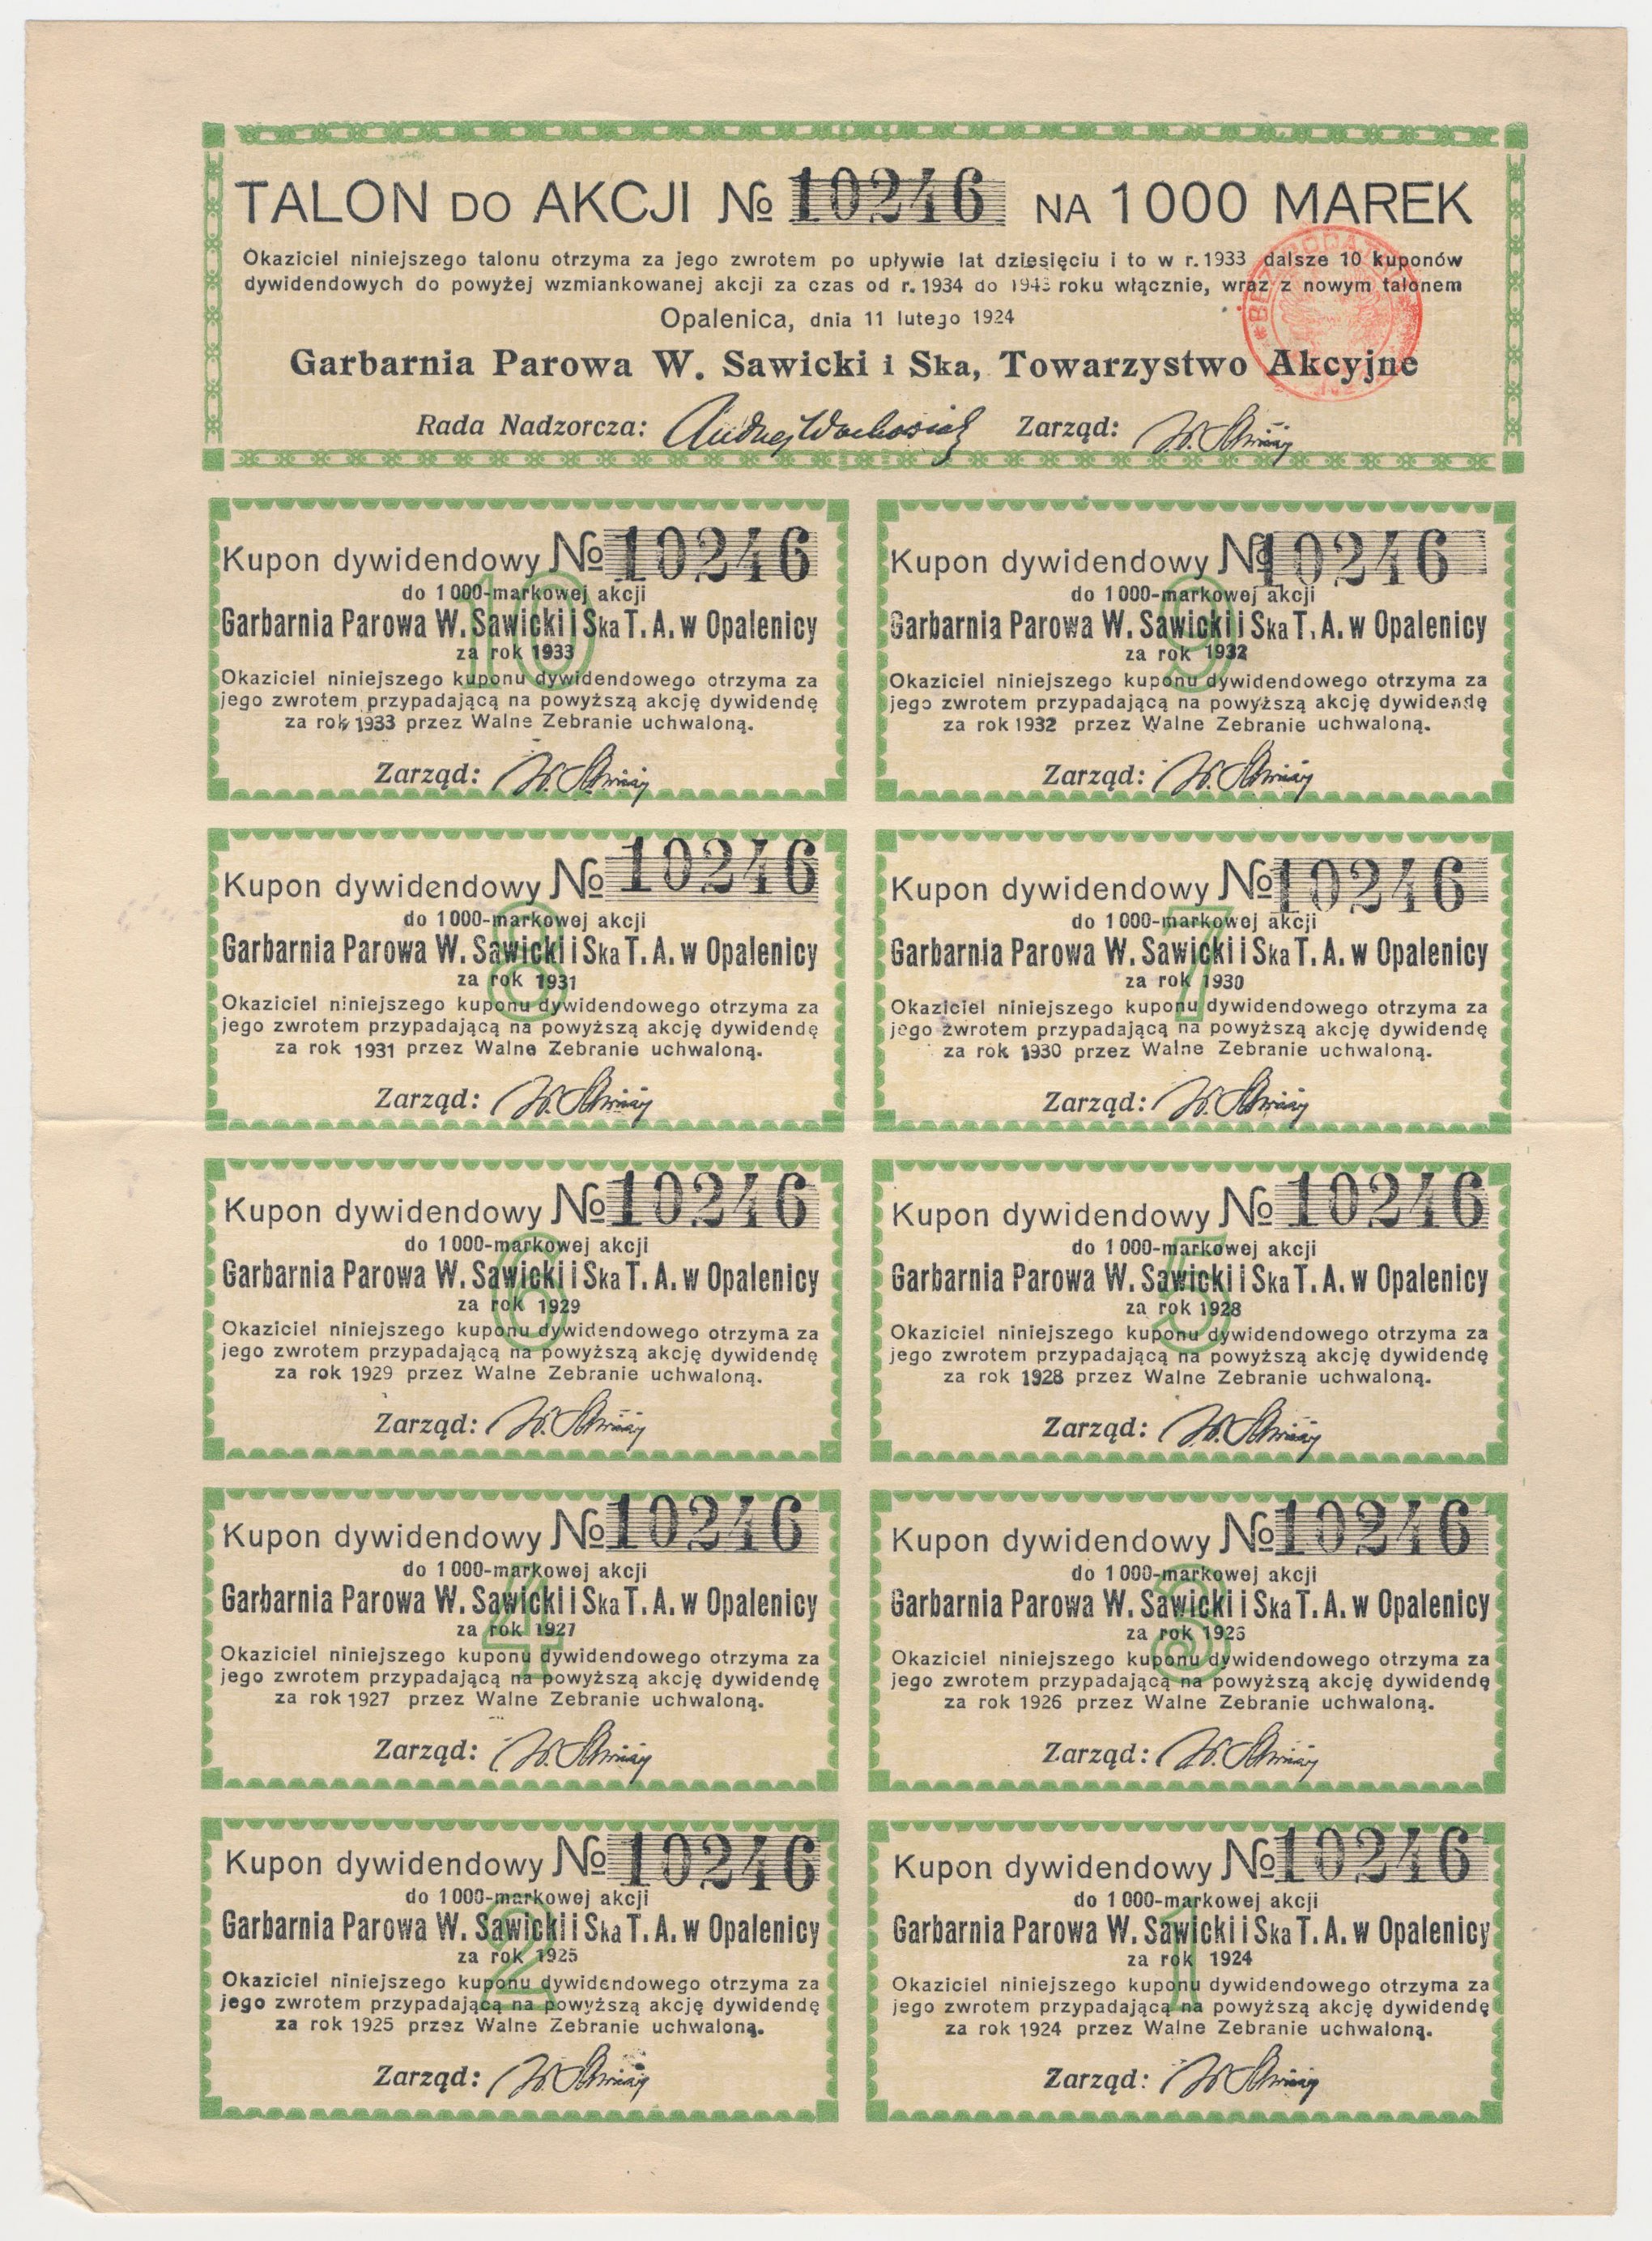 TALON DO AKCJI № 10246 NA 1000 MAREK
Okaziciel niniejszego talonu otrzyma za jego zwrotem po upływie lat dziesięciu i to w r. 1933 dalsze 10 kuponów
dywidendowych do powyżej wzmiankowanej akcji za czas od r. 1934 do 1943 roku włącznie, wraz z nowym talonem
Opalenica, dnia 11 lutego 1924
Garbarnia Parowa W. Sawicki i Ska, Towarzystwo Akcyjne
Rada Nadzorcza: Zarząd:
Kupon dywidendowy № 10246
do 1000-markowej akcji
Garbarnia Parowa W. Sawicki i Ska T. A. w Opalenicy
za rok 1933
10
Okaziciel niniejszego kuponu dywidendowego otrzyma za
jego zwrotem przypadającą na powyższą akcję dywidendę
za rok 1933 przez Walne Zebranie uchwaloną.
Zarząd:
Kupon dywidendowy № 10246
do 1000-markowej akcji
Garbarnia Parowa W. Sawicki i Ska T. A. w Opalenicy
za rok 1932
9
Okaziciel niniejszego kuponu dywidendowego otrzyma za
jego zwrotem przypadającą na powyższą akcję dywidendę
za rok 1932 przez Walne Zebranie uchwaloną.
Zarząd:
Kupon dywidendowy № 10246
do 1000-markowej akcji
Garbarnia Parowa W. Sawicki i Ska T. A. w Opalenicy
za rok 1931
8
Okaziciel niniejszego kuponu dywidendowego otrzyma za
jego zwrotem przypadającą na powyższą akcję dywidendę
za rok 1931 przez Walne Zebranie uchwaloną.
Zarząd:
Kupon dywidendowy № 10246
do 1000-markowej akcji
Garbarnia Parowa W. Sawicki i Ska T. A. w Opalenicy
za rok 1930
7
Okaziciel niniejszego kuponu dywidendowego otrzyma za
jego zwrotem przypadającą na powyższą akcję dywidendę
za rok 1930 przez Walne Zebranie uchwaloną.
Zarząd:
Kupon dywidendowy № 10246
do 1000-markowej akcji
Garbarnia Parowa W. Sawicki i Ska T. A. w Opalenicy
za rok 1929
6
Okaziciel niniejszego kuponu dywidendowego otrzyma za
jego zwrotem przypadającą na powyższą akcję dywidendę
za rok 1929 przez Walne Zebranie uchwaloną.
Zarząd:
Kupon dywidendowy № 10246
do 1000-markowej akcji
Garbarnia Parowa W. Sawicki i Ska T. A. w Opalenicy
za rok 1928
5
Okaziciel niniejszego kuponu dywidendowego otrzyma za
jego zwrotem przypadającą na powyższą akcję dywidendę
za rok 1928 przez Walne Zebranie uchwaloną.
Zarząd:
Kupon dywidendowy № 10246
do 1000-markowej akcji
Garbarnia Parowa W. Sawicki i Ska T. A. w Opalenicy
za rok 1927
4
Okaziciel niniejszego kuponu dywidendowego otrzyma za
jego zwrotem przypadającą na powyższą akcję dywidendę
za rok 1927 przez Walne Zebranie uchwaloną.
Zarząd:
Kupon dywidendowy № 10246
do 1000-markowej akcji
Garbarnia Parowa W. Sawicki i Ska T. A. w Opalenicy
za rok 1926
3
Okaziciel niniejszego kuponu dywidendowego otrzyma za
jego zwrotem przypadającą na powyższą akcję dywidendę
za rok 1926 przez Walne Zebranie uchwaloną.
Zarząd:
Kupon dywidendowy № 10246
do 1000-markowej akcji
Garbarnia Parowa W. Sawicki i Ska T. A. w Opalenicy
za rok 1925
2
Okaziciel niniejszego kuponu dywidendowego otrzyma za
jego zwrotem przypadającą na powyższą akcję dywidendę
za rok 1925 przez Walne Zebranie uchwaloną.
Zarząd:
Kupon dywidendowy № 10246
do 1000-markowej akcji
Garbarnia Parowa W. Sawicki i Ska T. A. w Opalenicy
za rok 1924
1
Okaziciel niniejszego kuponu dywidendowego otrzyma za
jego zwrotem przypadającą na powyższą akcję dywidendę
za rok 1924 przez Walne Zebranie uchwaloną.
Zarząd: